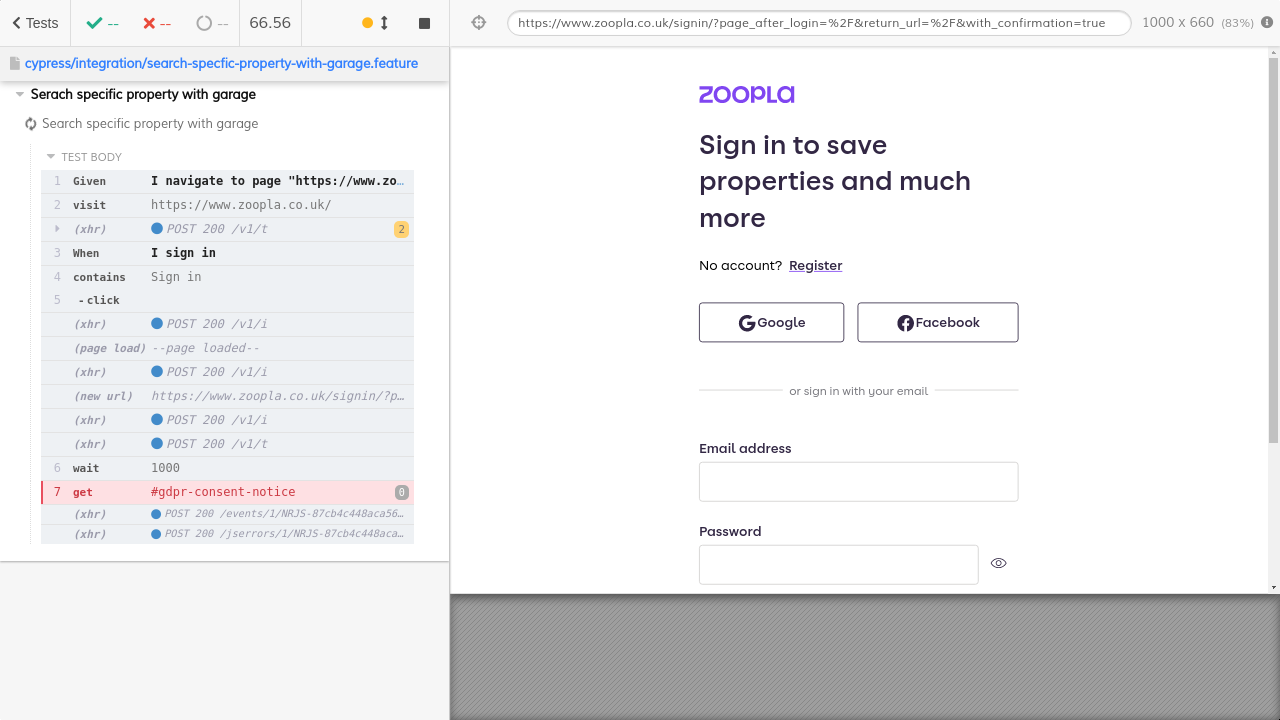 Tests -- -- -- 66.56
https://www.zoopla.co.uk/signin/?page_after_login=%2F&return_url=%2F&with_confirmation=true 1000 x 660 (83%)
cypress/integration/search-specfic-property-with-garage.feature
Serach specific property with garage
Search specific property with garage
TEST BODY
1 Given I navigate to page "https://www.zo…
2 visit https://www.zoopla.co.uk/
(xhr) POST 200 /v1/t 2
3 When I sign in
4 contains Sign in
5 -click
(xhr) POST 200 /v1/i
(page load) --page loaded--
(xhr) POST 200 /v1/i
(new url) https://www.zoopla.co.uk/signin/?p…
(xhr) POST 200 /v1/i
(xhr) POST 200 /v1/t
6 wait 1000
7 get #gdpr-consent-notice 0
(xhr) POST 200 /events/1/NRJS-87cb4c448aca56…
(xhr) POST 200 /jserrors/1/NRJS-87cb4c448aca…
ZOOPLA
Sign in to save
properties and much
more
No account? Register
Google Facebook
or sign in with your email
Email address
Password